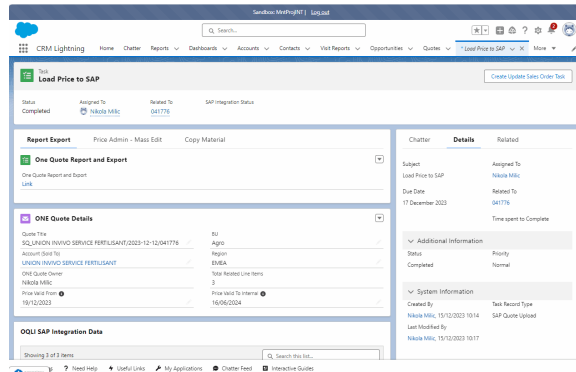 Sandbox: MntProjINT | Log out
Search...
CRM Lightning Home Chatter Reports Dashboards Accounts Contacts Visit Reports Opportunities Quotes * Load Price to SAP More
Task
Load Price to SAP
Create Update Sales Order Task
Status Assigned To Related To SAP Integration Status
Completed Nikola Milic 041776
Report Export Price Admin - Mass Edit Copy Material
One Quote Report and Export
One Quote Report and Export
Link
ONE Quote Details
Quote Title BU
SQ_UNION INVIVO SERVICE FERTILISANT/2023-12-12/041776 Agro
Account (Sold To) Region
UNION INVIVO SERVICE FERTILISANT EMEA
ONE Quote Owner Total Related Line Items
Nikola Milic 3
Price Valid From Price Valid To Internal
19/12/2023 16/06/2024
OQLI SAP Integration Data
Showing 3 of 3 items Search this list...
Chatter Details Related
Subject Assigned To
Load Price to SAP Nikola Milic
Due Date Related To
17 December 2023 041776
Time spent to Complete
Additional Information
Status Priority
Completed Normal
System Information
Created By Task Record Type
Nikola Milic, 15/12/2023 10:14 SAP Quote Upload
Last Modified By
Nikola Milic, 15/12/2023 10:17
Need Help Useful Links My Applications Chatter Feed Interactive Guides